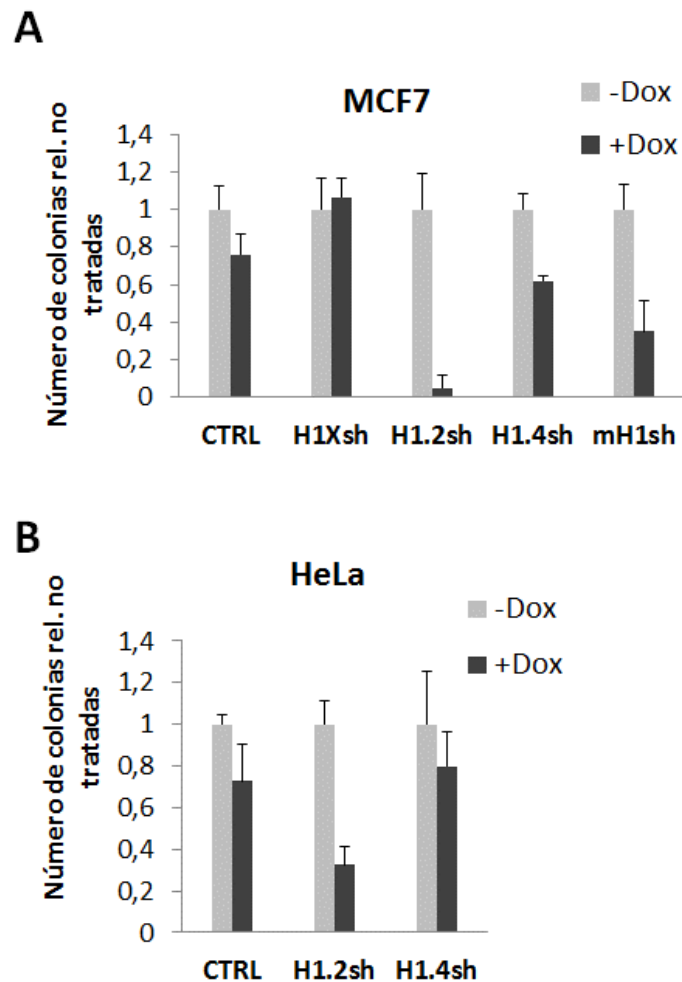 A
MCF7
-Dox
+Dox
Número de colonias rel. no
tratadas
1,4
1,2
1
0,8
0,6
0,4
0,2
0
CTRL H1Xsh H1.2sh H1.4sh mH1sh
B
HeLa
-Dox
+Dox
Número de colonias rel. no
tratadas
1,4
1,2
1
0,8
0,6
0,4
0,2
0
CTRL H1.2sh H1.4sh